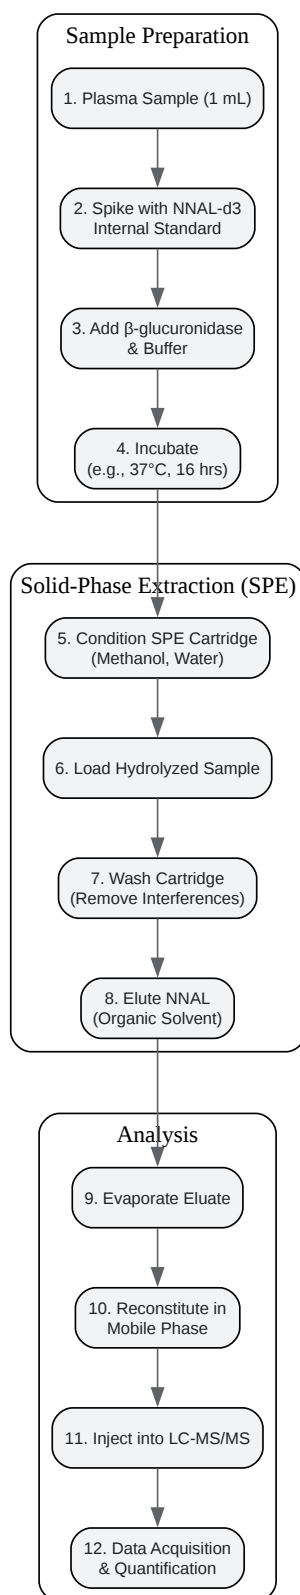 Sample Preparation
1. Plasma Sample (1 mL)
2. Spike with NNAL-d3
Internal Standard
3. Add β-glucuronidase
& Buffer
4. Incubate
(e.g., 37°C, 16 hrs)
Solid-Phase Extraction (SPE)
5. Condition SPE Cartridge
(Methanol, Water)
6. Load Hydrolyzed Sample
7. Wash Cartridge
(Remove Interferences)
8. Elute NNAL
(Organic Solvent)
Analysis
9. Evaporate Eluate
10. Reconstitute in
Mobile Phase
11. Inject into LC-MS/MS
12. Data Acquisition
& Quantification